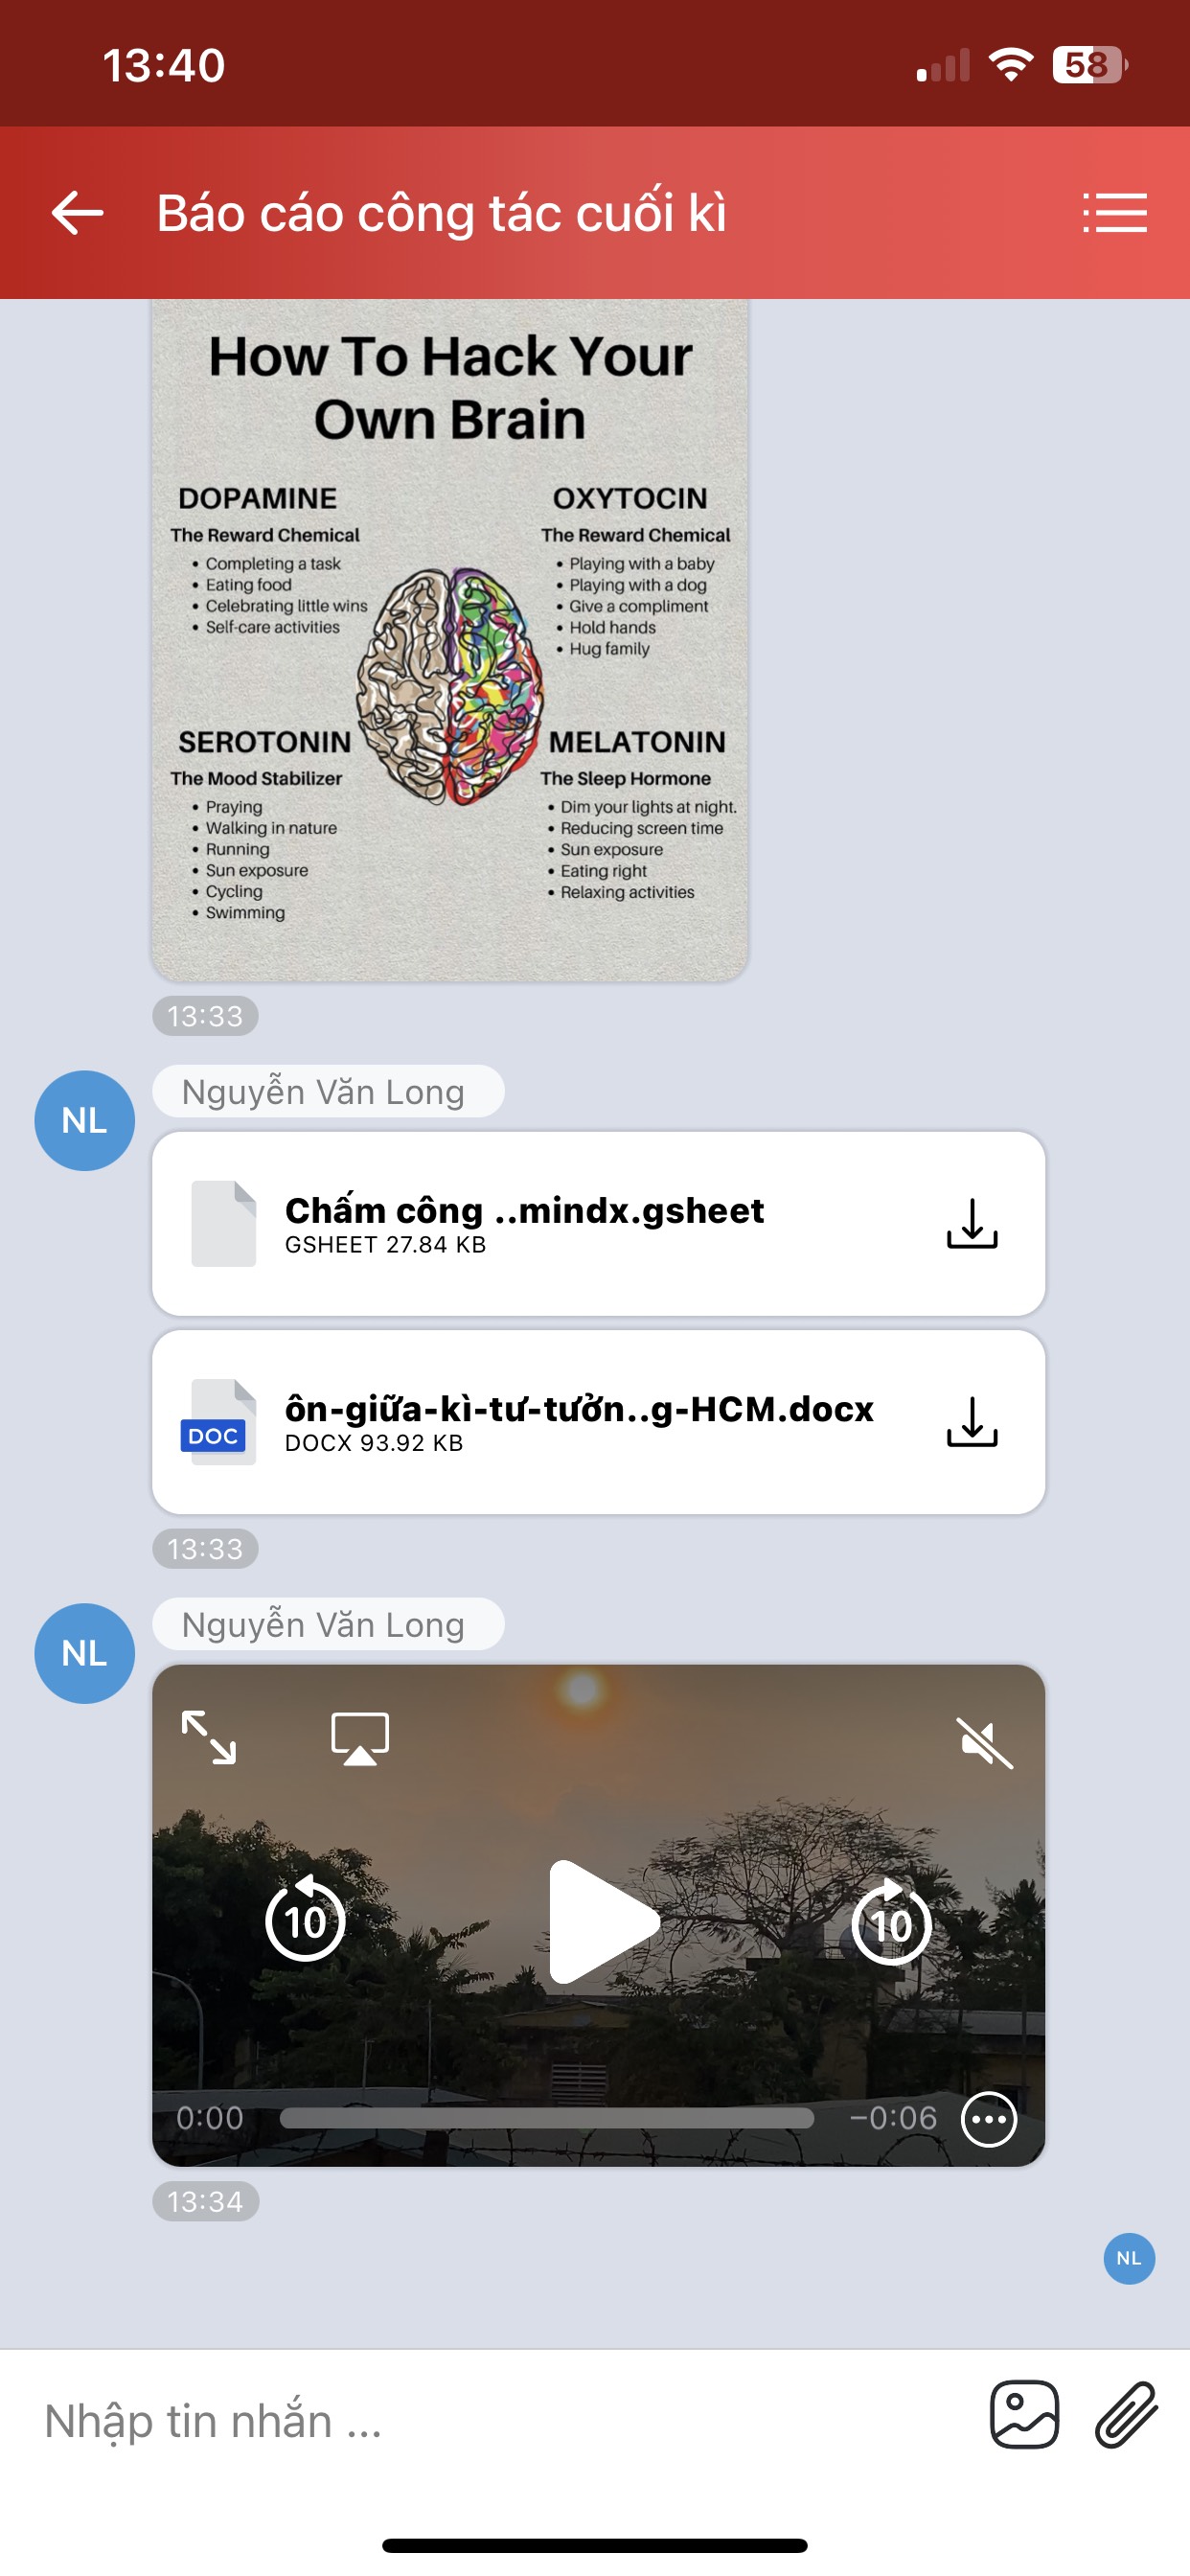 13:40
58
Báo cáo công tác cuối kì
How To Hack Your
Own Brain
DOPAMINE
The Reward Chemical
• Completing a task
• Eating food
• Celebrating little wins
• Self-care activities
OXYTOCIN
The Reward Chemical
• Playing with a baby
• Playing with a dog
• Give a compliment
• Hold hands
• Hug family
SEROTONIN
The Mood Stabilizer
• Praying
• Walking in nature
• Running
• Sun exposure
• Cycling
• Swimming
MELATONIN
The Sleep Hormone
• Dim your lights at night.
• Reducing screen time
• Sun exposure
• Eating right
• Relaxing activities
13:33
NL
Nguyễn Văn Long
Chấm công ..mindx.gsheet
GSHEET 27.84 KB
DOC
ôn-giữa-kì-tư-tưởn..g-HCM.docx
DOCX 93.92 KB
13:33
NL
Nguyễn Văn Long
10
10
0:00
−0:06
13:34
NL
Nhập tin nhắn ...